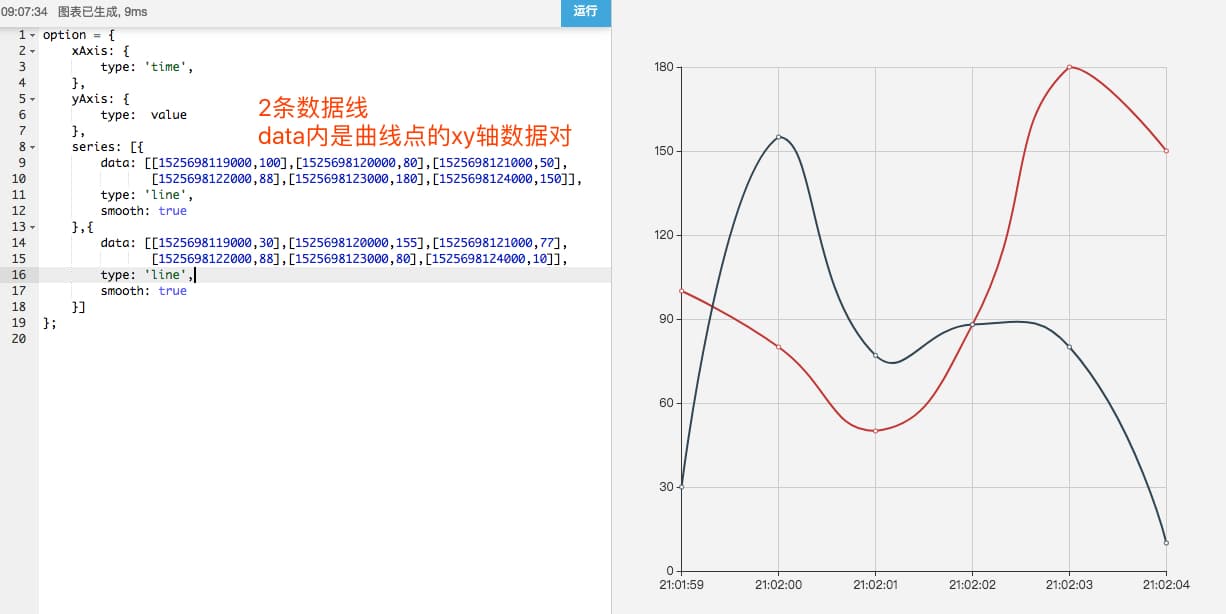 09:07:34 图表已生成, 9ms
运行
1 option = {
2 xAxis: {
3 type: 'time',
4 },
5 yAxis: {
6 type: value
7 },
8 series: [{
9 data: [[1525698119000,100],[1525698120000,80],[1525698121000,50],
10 [1525698122000,88],[1525698123000,180],[1525698124000,150]],
11 type: 'line',
12 smooth: true
13 },{
14 data: [[1525698119000,30],[1525698120000,155],[1525698121000,77],
15 [1525698122000,88],[1525698123000,80],[1525698124000,10]],
16 type: 'line',
17 smooth: true
18 }]
19 };
20
2条数据线
data内是曲线点的xy轴数据对
180
150
120
90
60
30
0
21:01:59 21:02:00 21:02:01 21:02:02 21:02:03 21:02:04